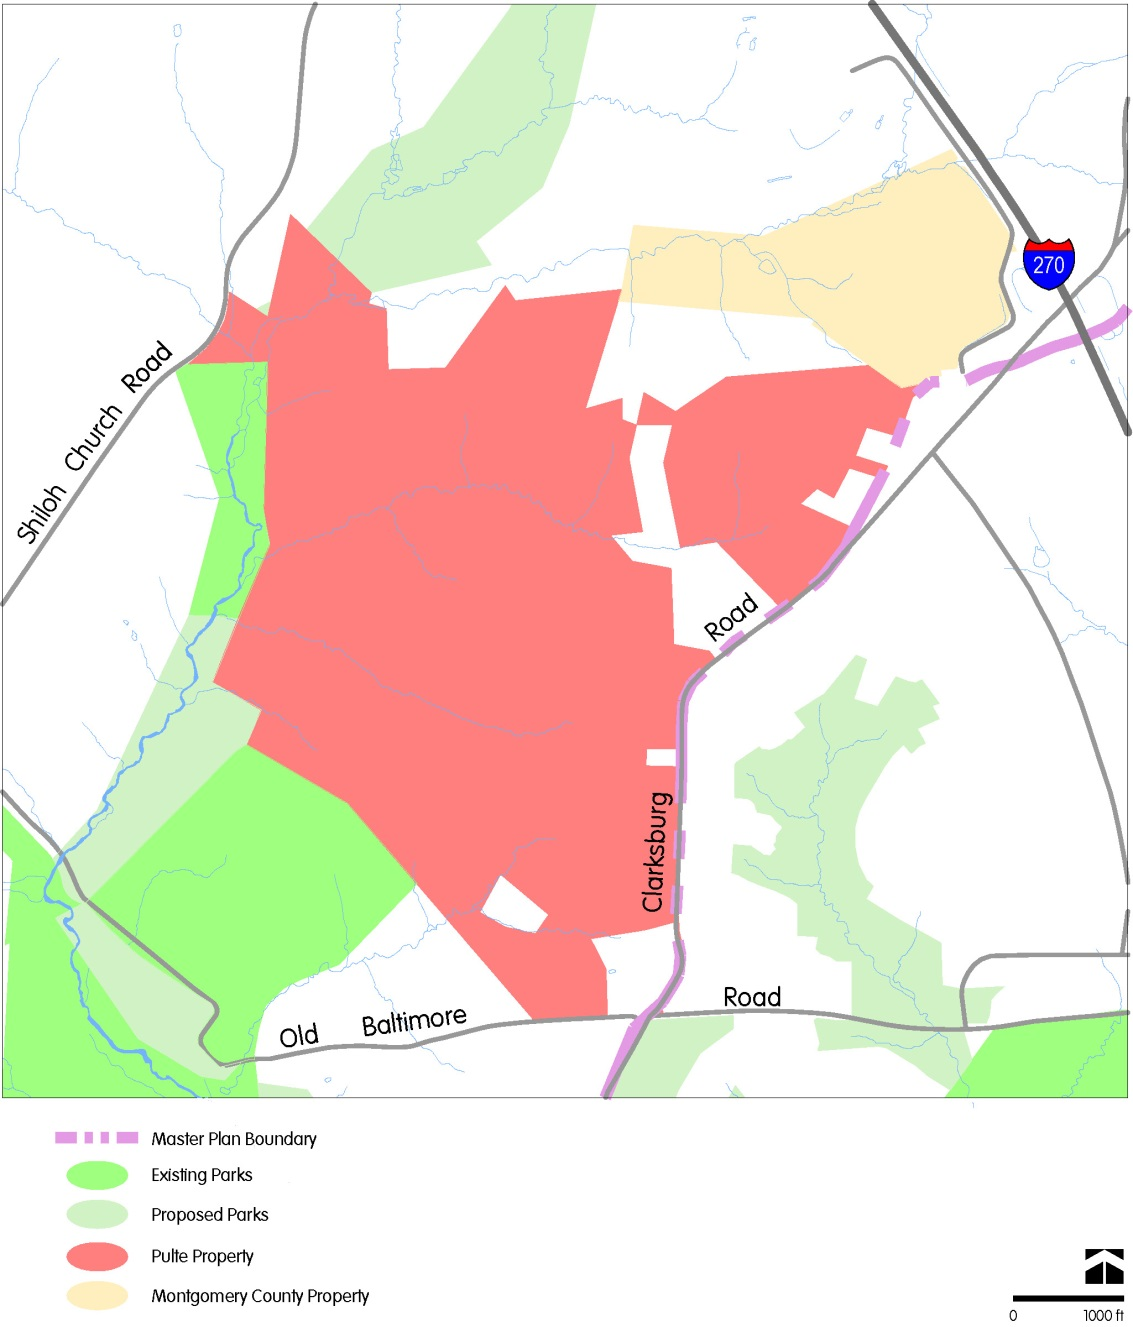 270
Shiloh Church Road
Road
Clarksburg
Old Baltimore
Road
Master Plan Boundary
Existing Parks
Proposed Parks
Pulte Property
Montgomery County Property
0 1000 ft